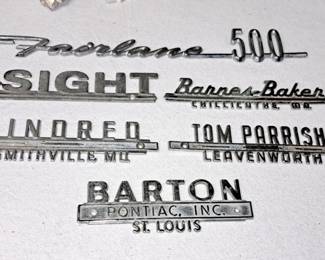 Fairlane 500
SIGHT
Barnes-Baker
CHILLICOTHE, MO.
INDRED
SMITHVILLE MO
TOM PARRISH
LEAVENWORTH
BARTON
PONTIAC, INC.
ST. LOUIS